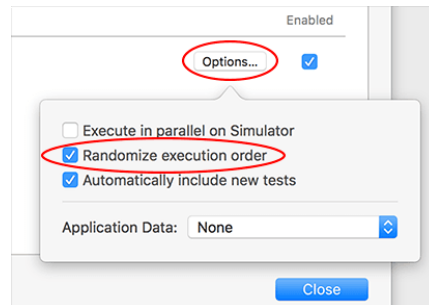 Enabled
Options...
Execute in parallel on Simulator
Randomize execution order
Automatically include new tests
Application Data: None
Close